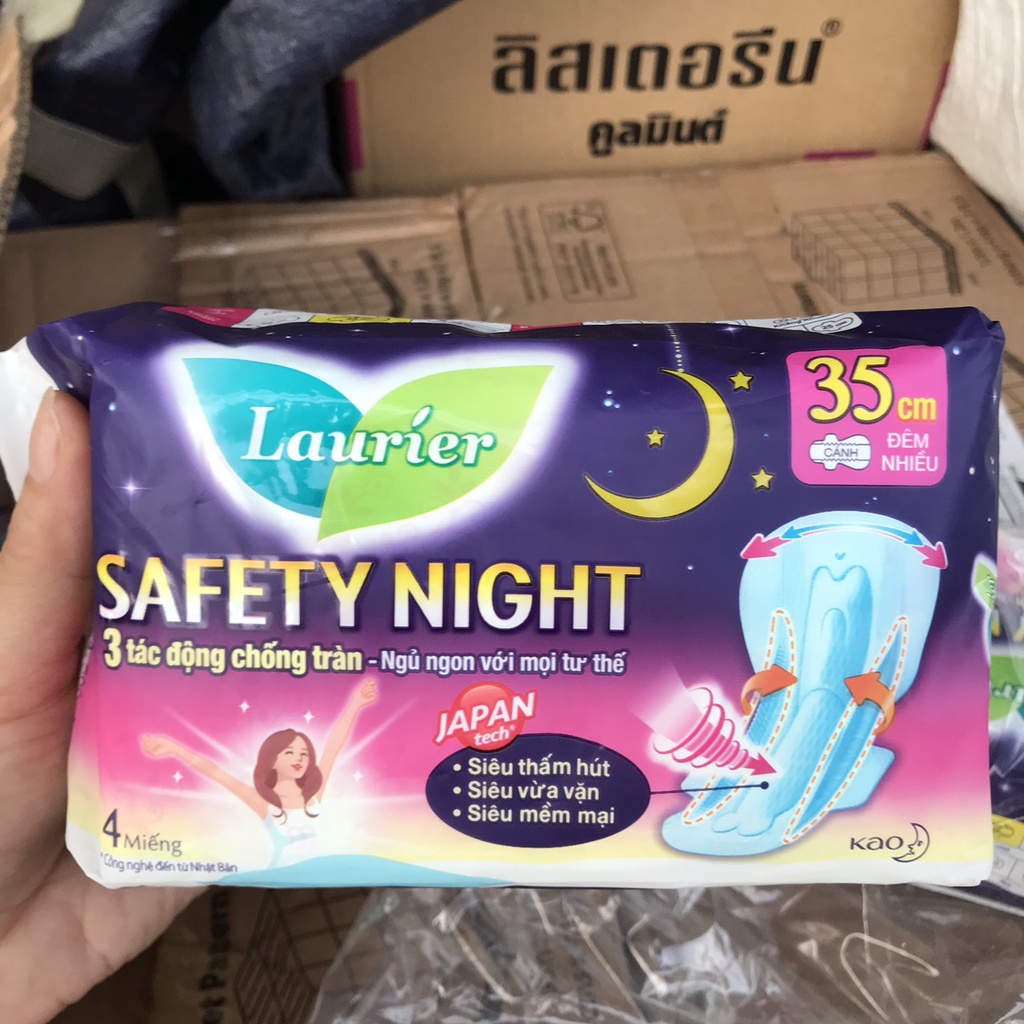 ลิสเตอรีน®
คูลมินต์
Laurier
35 cm
CÁNH
ĐÊM
NHIỀU
SAFETY NIGHT
3 tác động chống tràn - Ngủ ngon với mọi tư thế
JAPAN
tech*
• Siêu thấm hút
• Siêu vừa vặn
• Siêu mềm mại
4 Miếng
*Công nghệ đến từ Nhật Bản
Kao